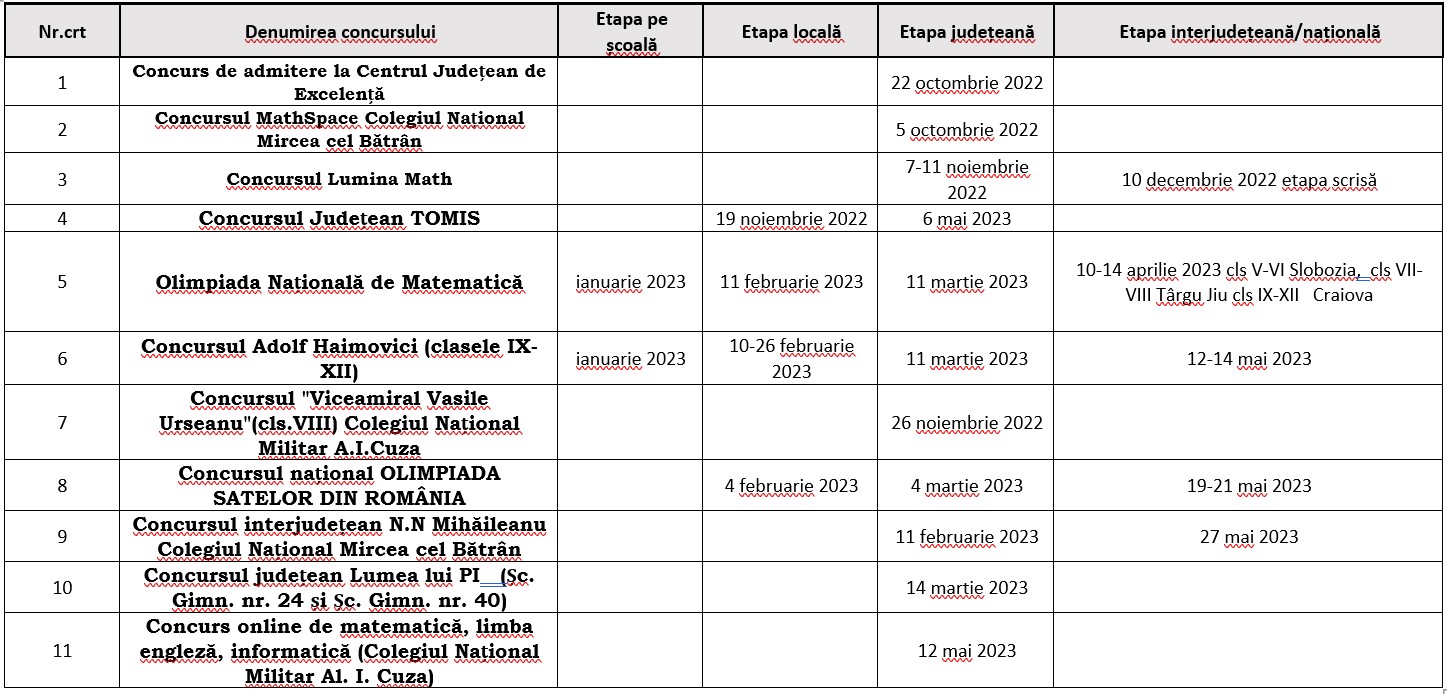 Nr.crt
Denumirea concursului
Etapa pe
școală
Etapa locală
Etapa județeană
Etapa interjudețeană/natională
1
Concurs de admitere la Centrul Județean de
Excelență
22 octombrie 2022
2
Concursul MathSpace Colegiul Național
Mircea cel Bătrân
5 octombrie 2022
3
Concursul Lumina Math
7-11 noiembrie
2022
10 decembrie 2022 etapa scrisă
4
Concursul Județean TOMIS
19 noiembrie 2022
6 mai 2023
5
Olimpiada Națională de Matematică
ianuarie 2023
11 februarie 2023
11 martie 2023
10-14 aprilie 2023 cls V-VI Slobozia, cls VII-
VIII Târgu Jiu cls IX-XII Craiova
6
Concursul Adolf Haimovici (clasele IX-
XII)
ianuarie 2023
10-26 februarie
2023
11 martie 2023
12-14 mai 2023
7
Concursul "Viceamiral Vasile
Urseanu"(cls.VIII) Colegiul Național
Militar A.I.Cuza
26 noiembrie 2022
8
Concursul național OLIMPIADA
SATELOR DIN ROMÂNIA
4 februarie 2023
4 martie 2023
19-21 mai 2023
9
Concursul interjudețean N.N Mihăileanu
Colegiul Național Mircea cel Bătrân
11 februarie 2023
27 mai 2023
10
Concursul județean Lumea lui PI (Șc.
Gimn. nr. 24 și Șc. Gimn. nr. 40)
14 martie 2023
11
Concurs online de matematică, limba
engleză, informatică (Colegiul Național
Militar Al. I. Cuza)
12 mai 2023